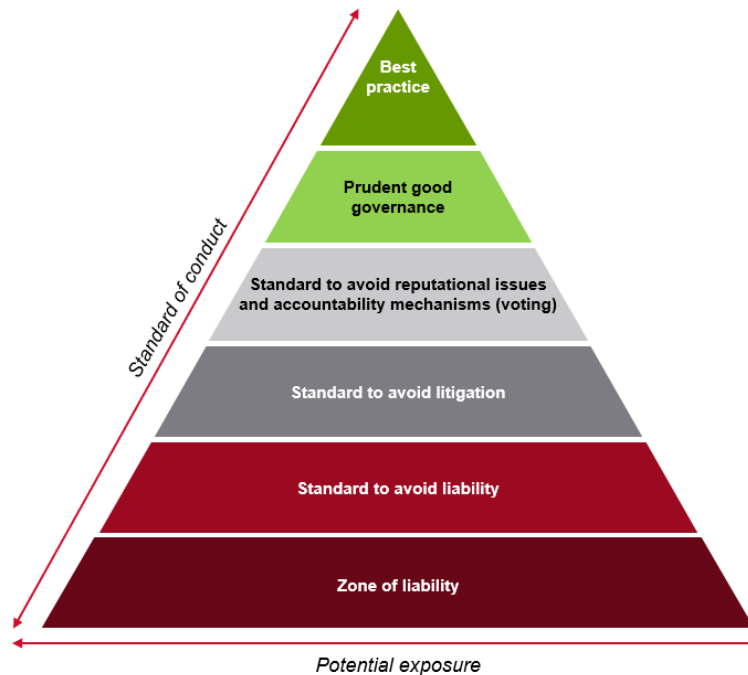 Best
practice
Prudent good
governance
Standard to avoid reputational issues
and accountability mechanisms (voting)
Standard to avoid litigation
Standard to avoid liability
Zone of liability
Standard of conduct
Potential exposure